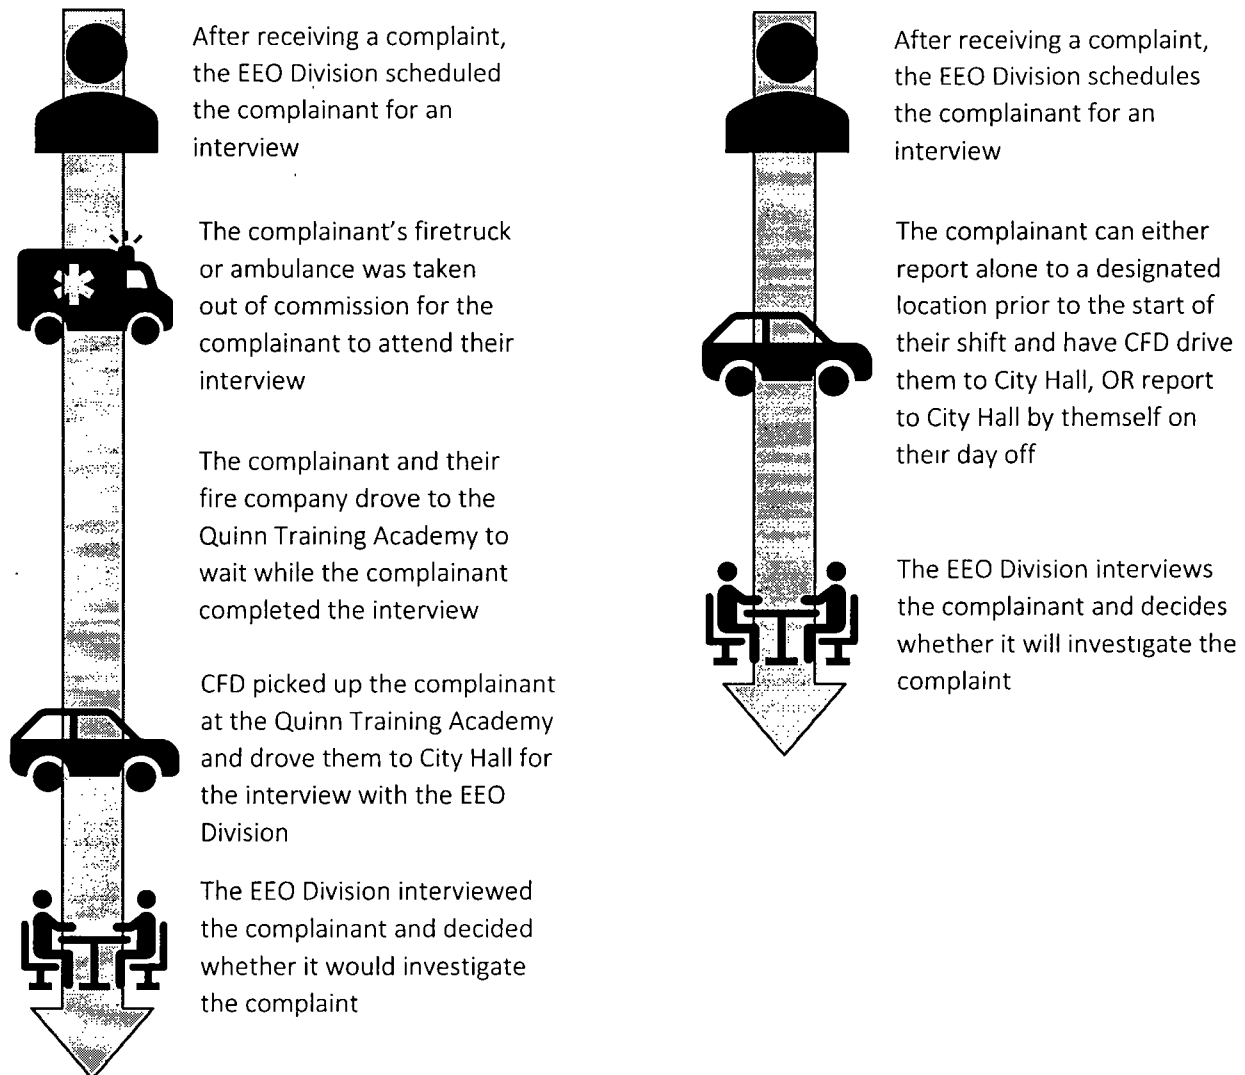 After receiving a complaint,
the EEO Division scheduled
the complainant for an
interview
The complainant's firetruck
or ambulance was taken
out of commission for the
complainant to attend their
interview
The complainant and their
fire company drove to the
Quinn Training Academy to
wait while the complainant
completed the interview
CFD picked up the complainant
at the Quinn Training Academy
and drove them to City Hall for
the interview with the EEO
Division
The EEO Division interviewed
the complainant and decided
whether it would investigate
the complaint
After receiving a complaint,
the EEO Division schedules
the complainant for an
interview
The complainant can either
report alone to a designated
location prior to the start of
their shift and have CFD drive
them to City Hall, OR report
to City Hall by themself on
their day off
The EEO Division interviews
the complainant and decides
whether it will investigate the
complaint